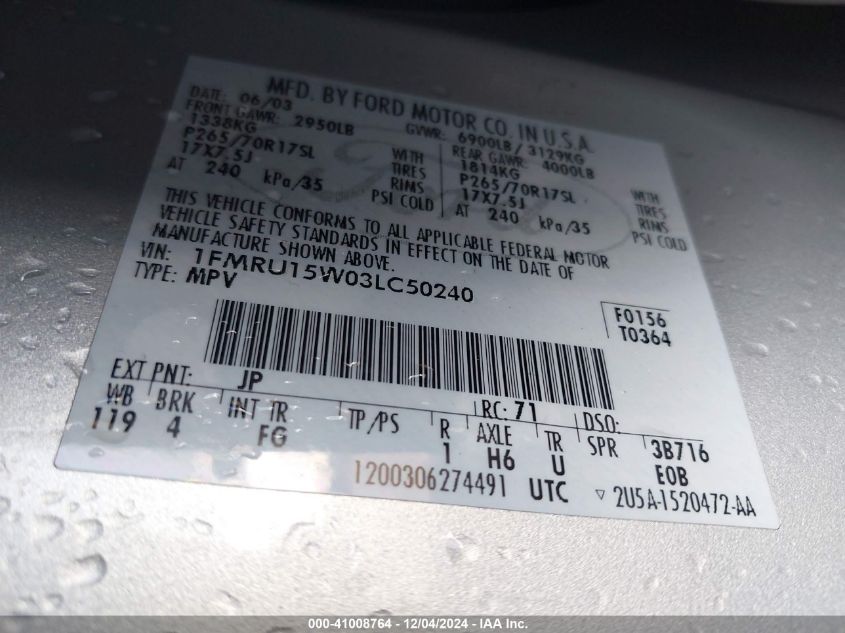 MFD. BY FORD MOTOR CO. IN U.S.A.
DATE: 06/03 GVWR: 6900LB / 3129KG
FRONT GAWR: 2950LB REAR GAWR: 4000LB
1338KG WITH 1814KG WITH
P265/70R17SL TIRES P265/70R17SL TIRES
17X7.5J RIMS 17X7.5J RIMS
AT 240 kPa/35 PSI COLD AT 240 kPa/35 PSI COLD
THIS VEHICLE CONFORMS TO ALL APPLICABLE FEDERAL MOTOR
VEHICLE SAFETY STANDARDS IN EFFECT ON THE DATE OF
MANUFACTURE SHOWN ABOVE.
VIN: 1FMRU15W03LC50240
TYPE: MPV
F0156
T0364
EXT PNT: JP RC: 71 DSO:
WB BRK INT TR TP/PS R AXLE TR SPR 3B716
119 4 FG 1 H6 U EOB
1200306274491 UTC ▽ 2U5A-1520472-AA
000-41008764 - 12/04/2024 - IAA Inc.